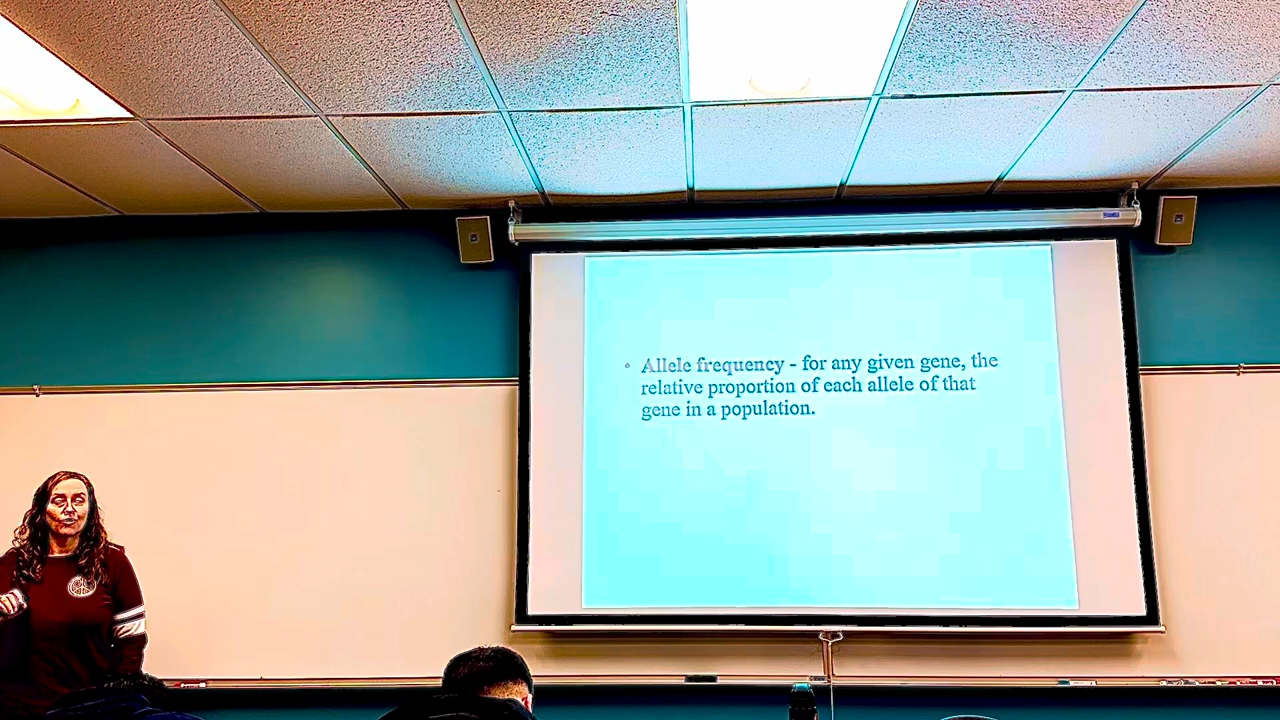 • Allele frequency - for any given gene, the
relative proportion of each allele of that
gene in a population.